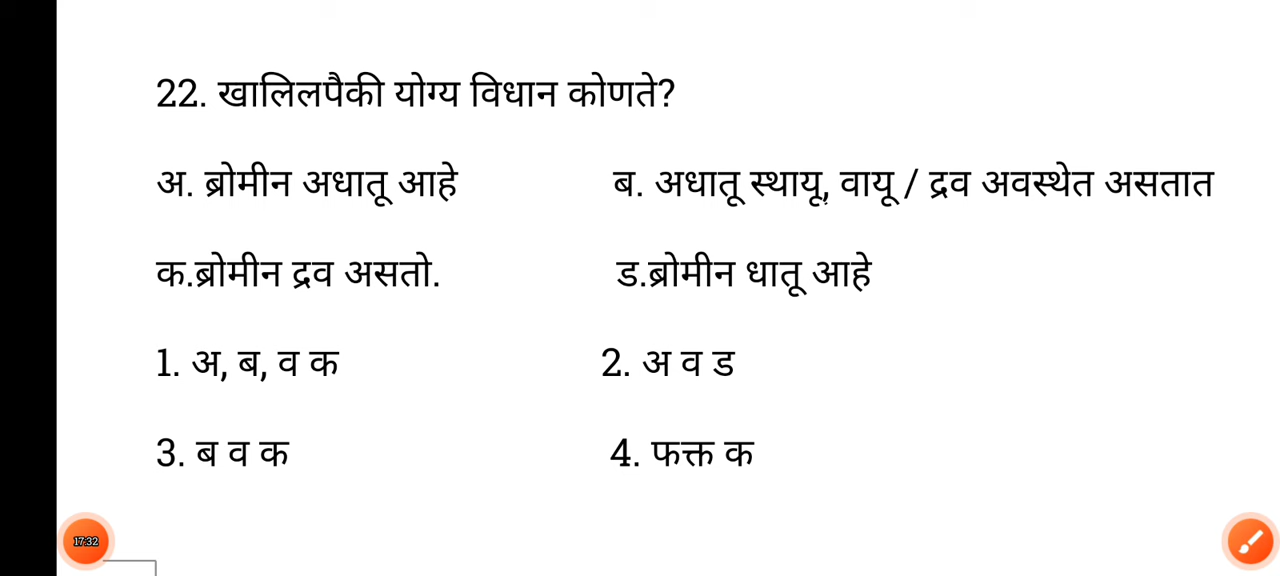 22. खालिलपैकी योग्य विधान कोणते?
अ. ब्रोमीन अधातू आहे ब. अधातू स्थायू, वायू / द्रव अवस्थेत असतात
क.ब्रोमीन द्रव असतो. ड.ब्रोमीन धातू आहे
1. अ, ब, व क 2. अ व ड
3. ब व क 4. फक्त क
17:32